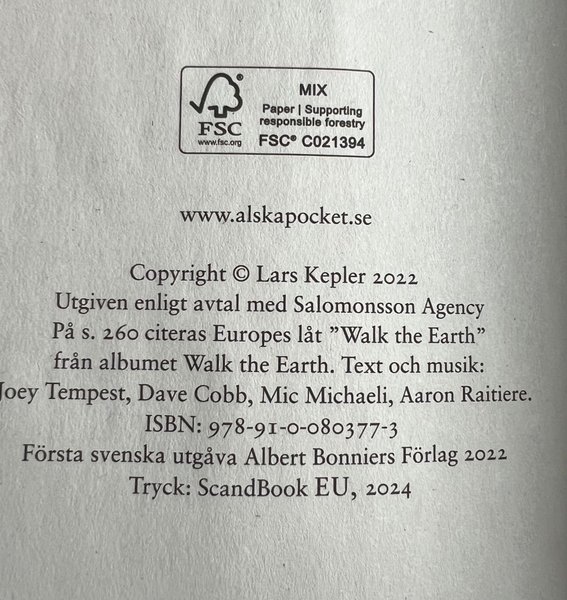 MIX
Paper | Supporting
responsible forestry
FSC® C021394
®
FSC
www.fsc.org
www.alskapocket.se
Copyright © Lars Kepler 2022
Utgiven enligt avtal med Salomonsson Agency
På s. 260 citeras Europes låt ”Walk the Earth”
från albumet Walk the Earth. Text och musik:
Joey Tempest, Dave Cobb, Mic Michaeli, Aaron Raitiere.
ISBN: 978-91-0-080377-3
Första svenska utgåva Albert Bonniers Förlag 2022
Tryck: ScandBook EU, 2024